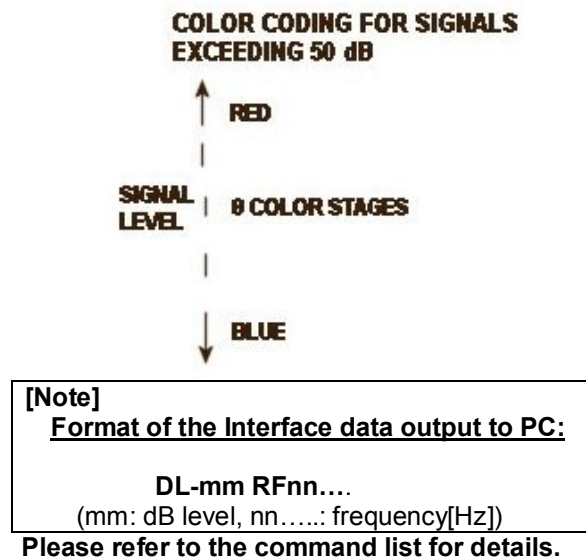 COLOR CODING FOR SIGNALS
EXCEEDING 50 dB
RED
SIGNAL
LEVEL
8 COLOR STAGES
BLUE
[Note]
Format of the Interface data output to PC:
DL-mm RFnn….
(mm: dB level, nn…..: frequency[Hz])
Please refer to the command list for details.